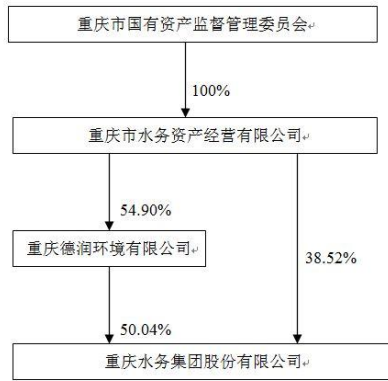 重庆市国有资产监督管理委员会
100%
重庆市水务资产经营有限公司
54.90%
重庆德润环境有限公司
38.52%
50.04%
重庆水务集团股份有限公司